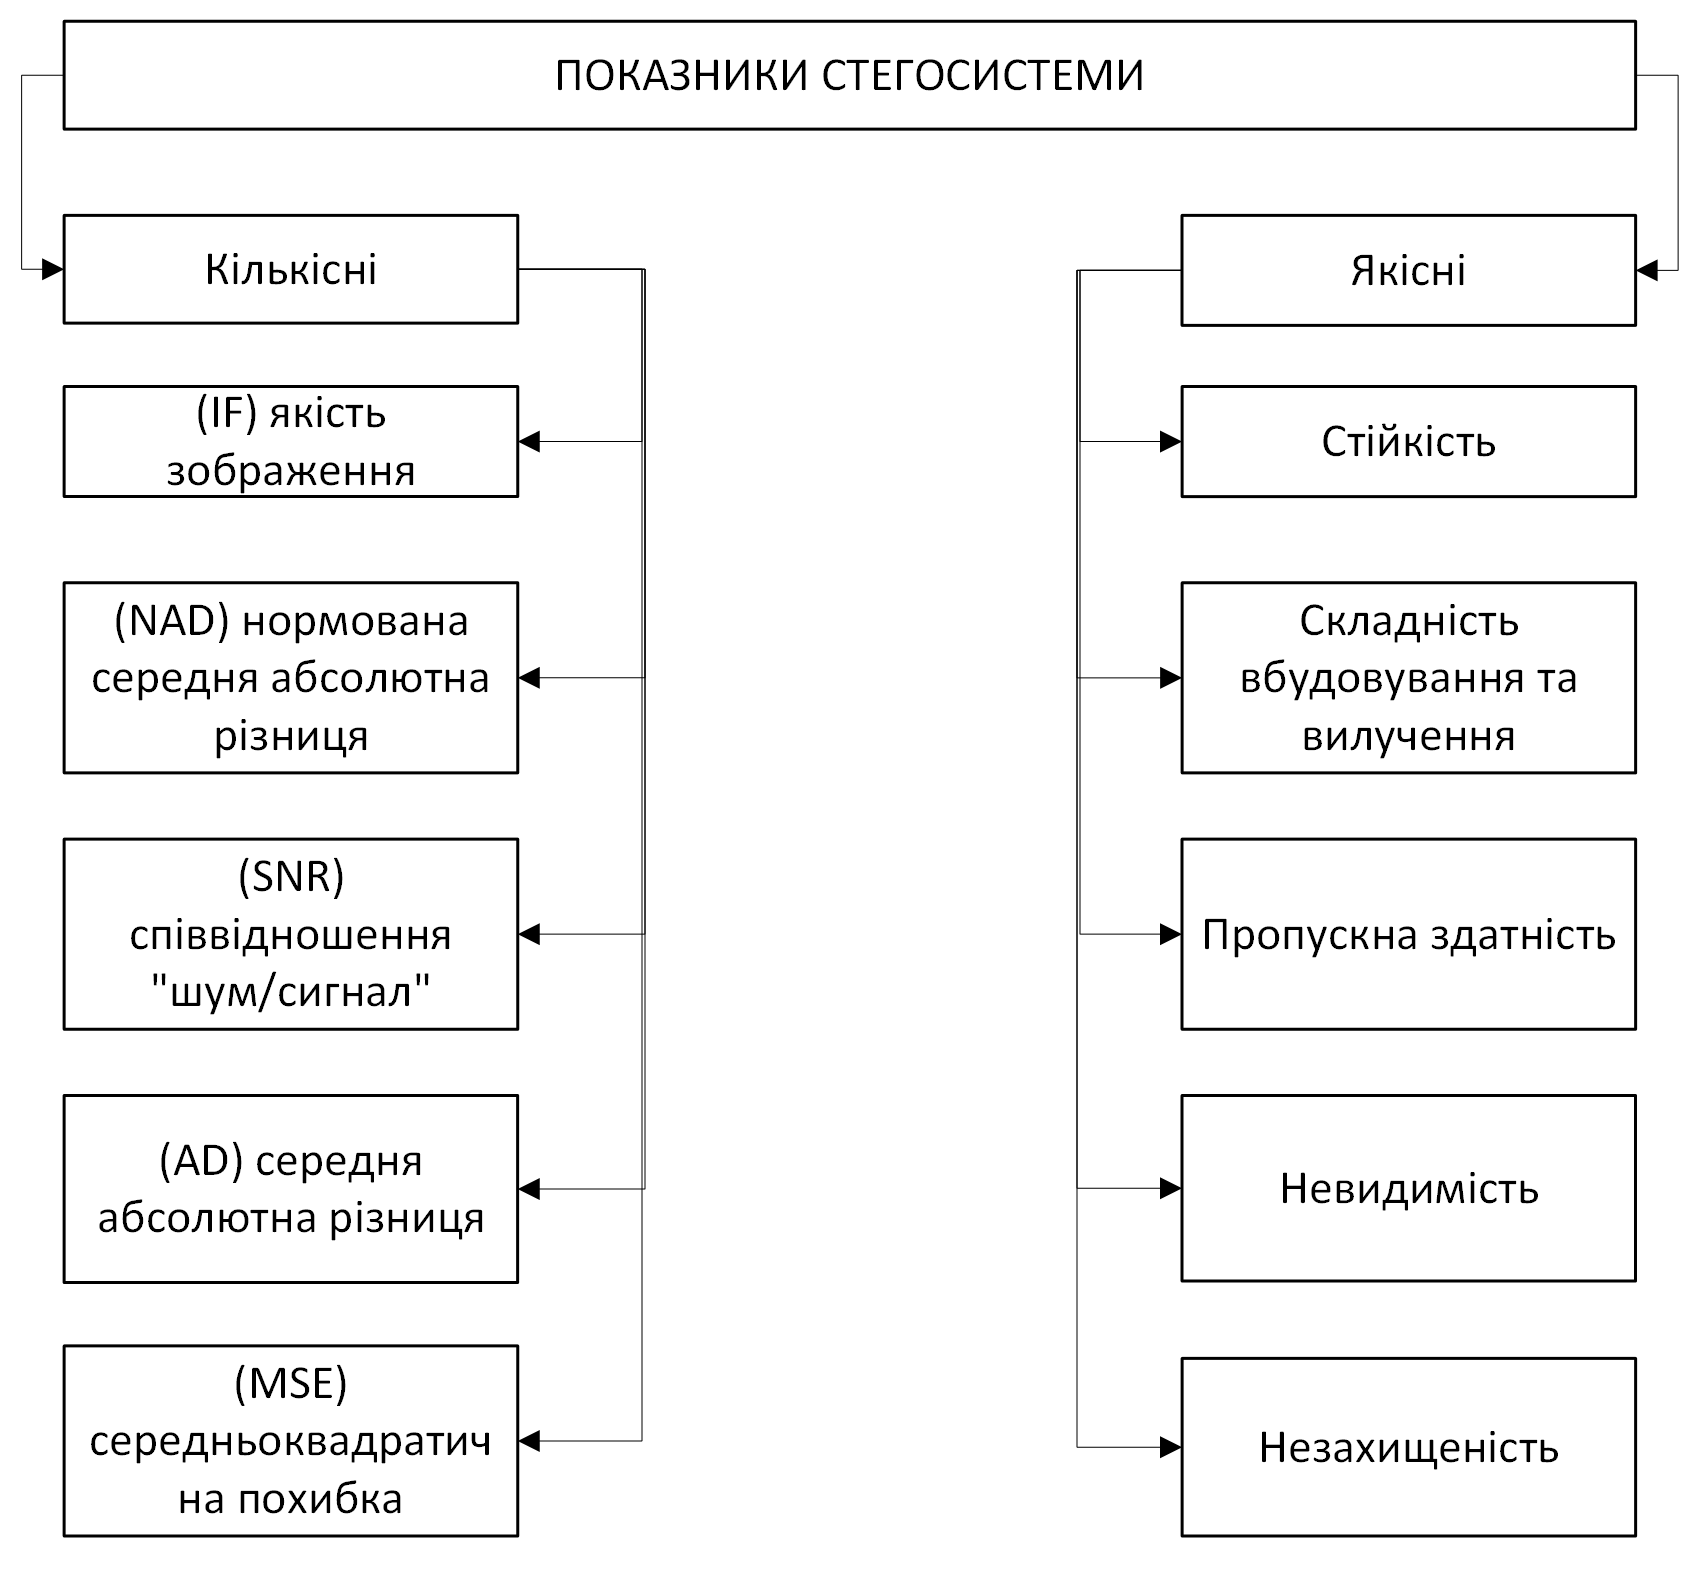 ПОКАЗНИКИ СТЕГОСИСТЕМИ
Кількісні
(IF) якість
зображення
(NAD) нормована
середня абсолютна
різниця
(SNR)
співвідношення
"шум/сигнал"
(AD) середня
абсолютна різниця
(MSE)
середньоквадратич
на похибка
Якісні
Стійкість
Складність
вбудовування та
вилучення
Пропускна здатність
Невидимість
Незахищеність